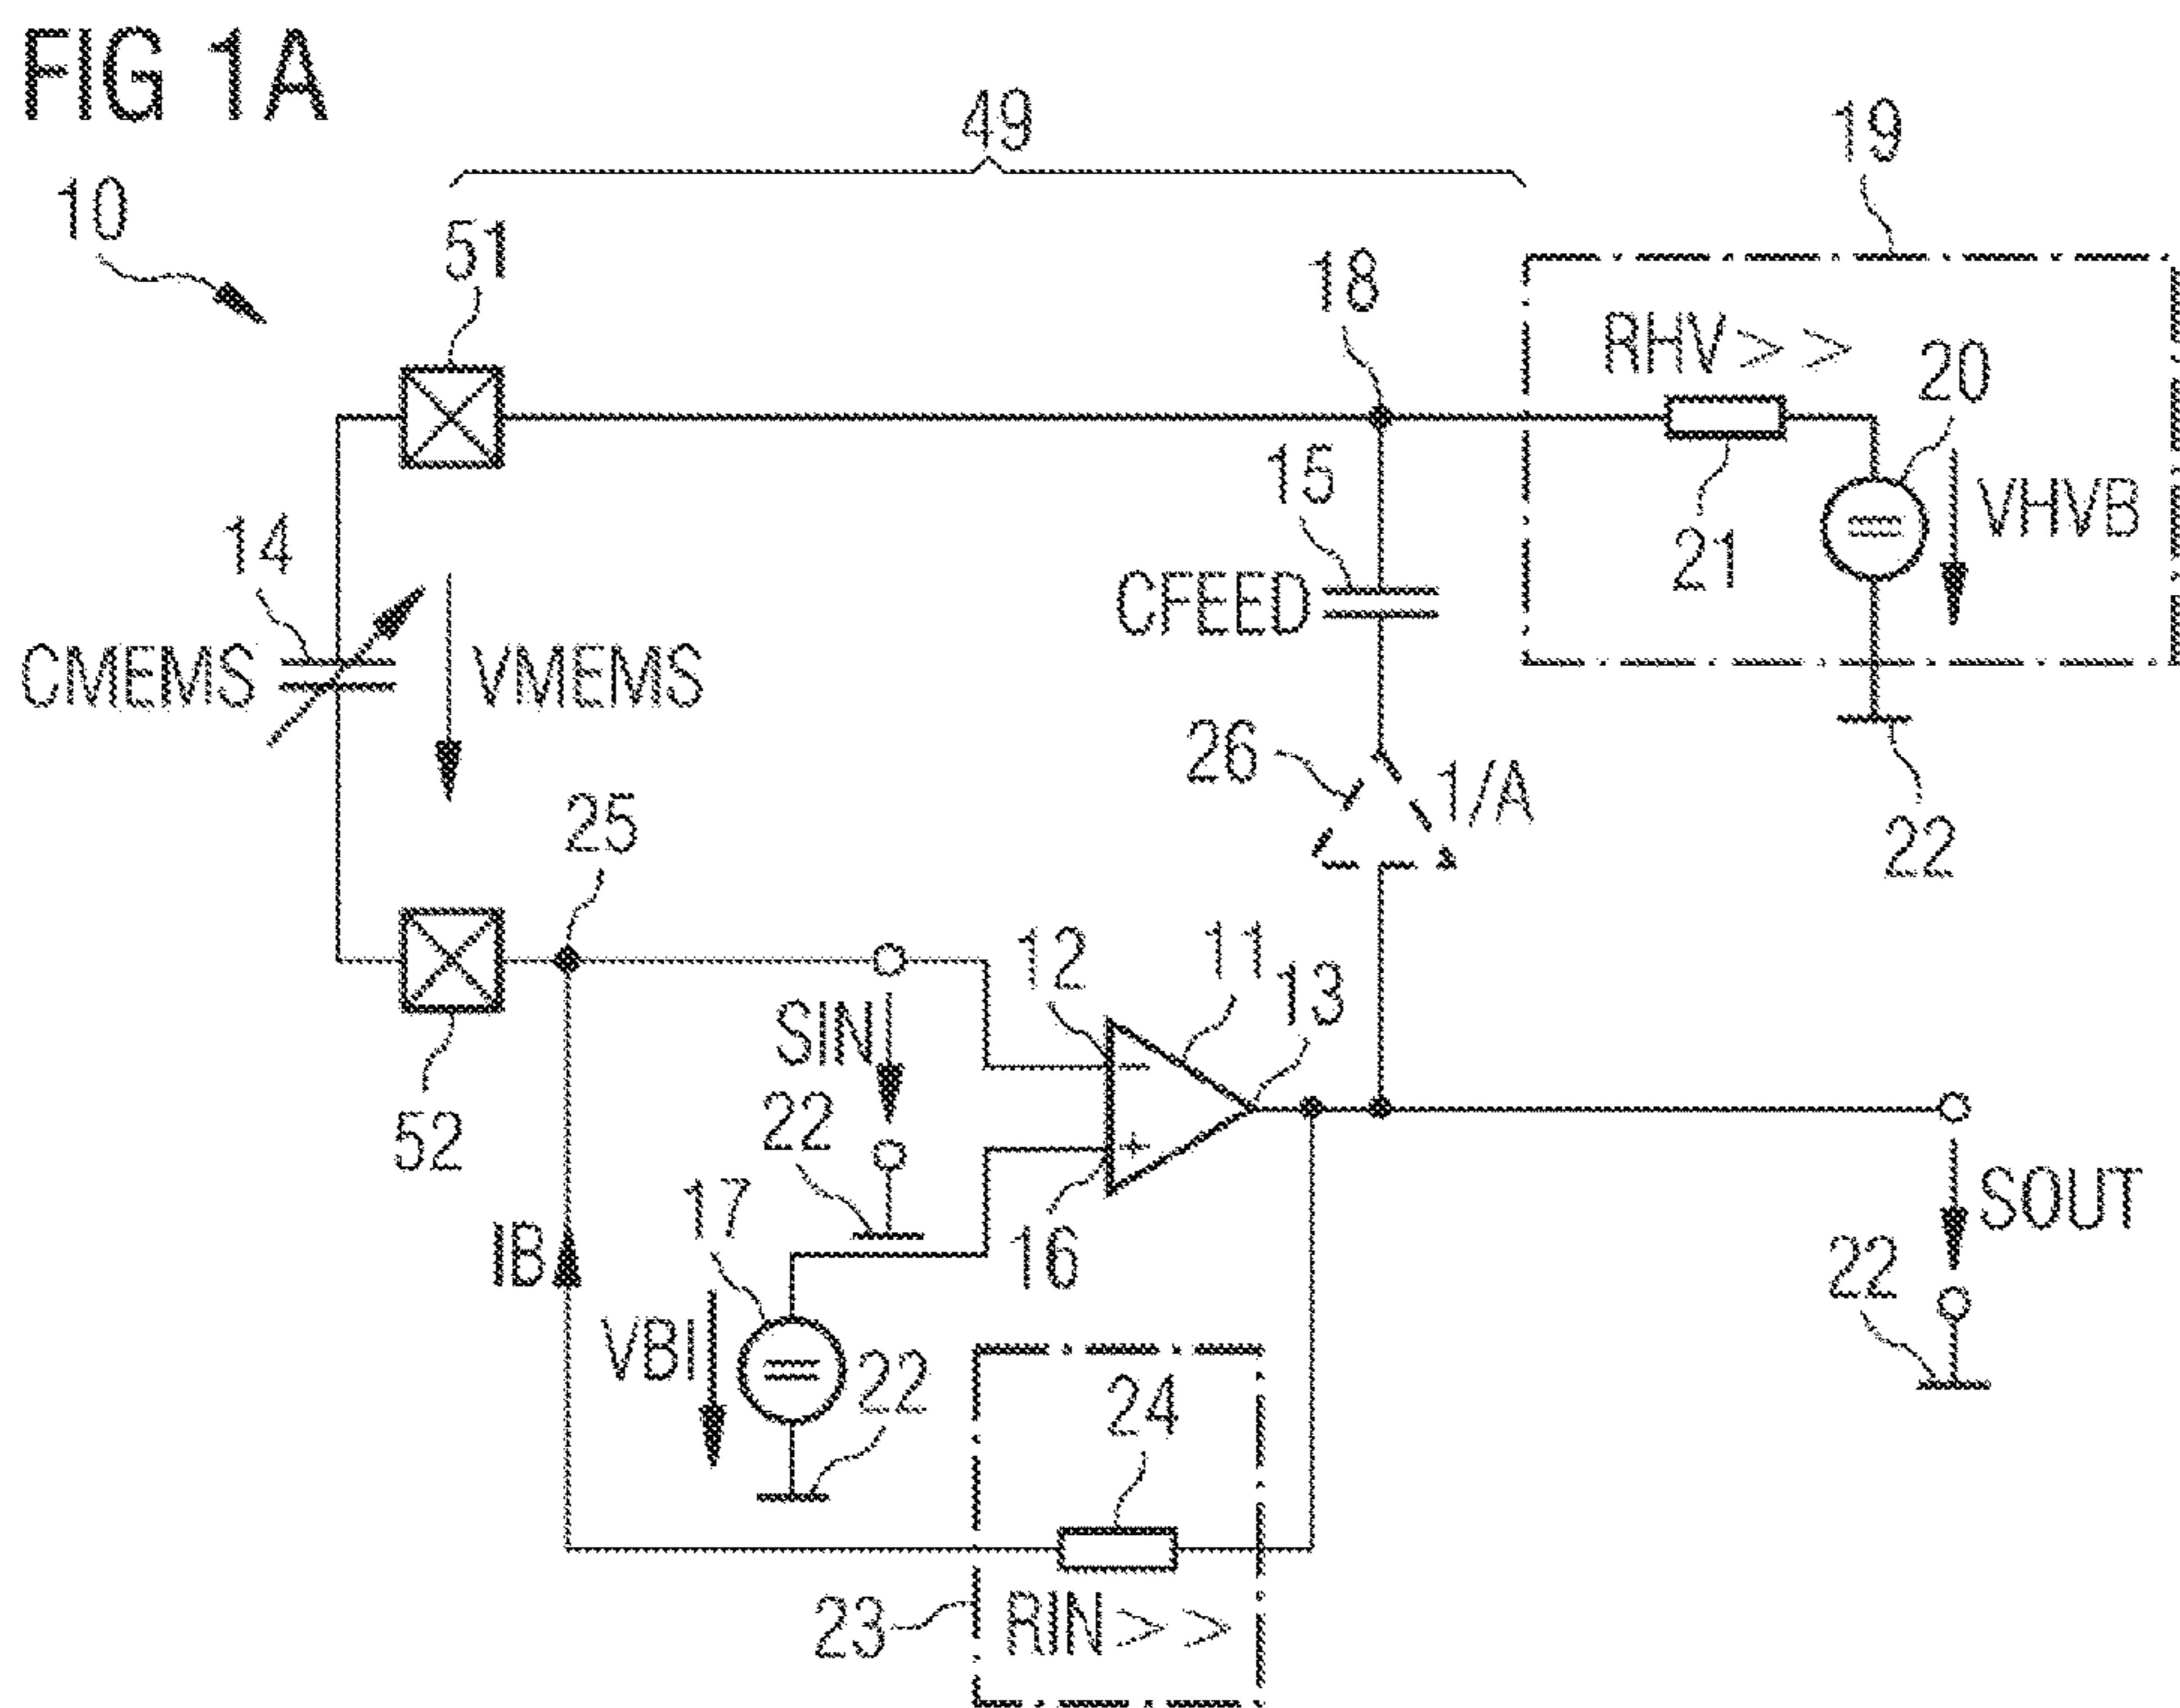 FIG 1A
49
19
10
51
18
RHV>>
20
15
14
21
VHVB
CFEED
CMEMS
VMEMS
26
1/A
25
22
12
11
13
SIN
22
52
17
16
SOUT
IB
22
VBI
22
24
23
RIN>>